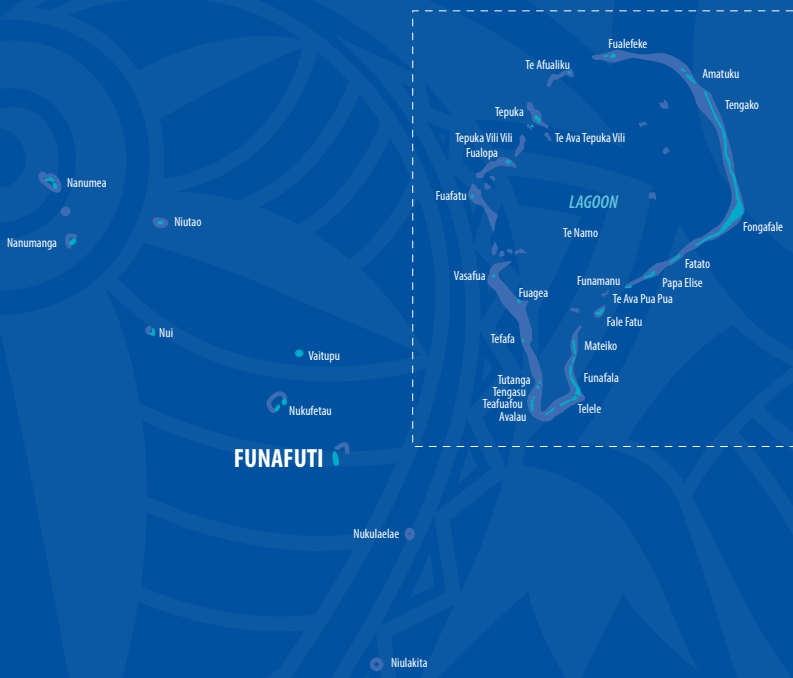 Fualefeke
Te Afualiku
Amatuku
Tengako
Tepuka
Tepuka Vili Vili
Te Ava Tepuka Vili
Fualopa
Nanumea
Fuafatu
LAGOON
Niutao
Fongafale
Te Namo
Nanumanga
Fatato
Vasafua
Funamanu
Papa Elise
Fuagea
Te Ava Pua Pua
Fale Fatu
Nui
Tefafa
Mateiko
Vaitupu
Tutanga
Funafala
Tengasu
Teafuafou
Telele
Nukufetau
Avalau
FUNAFUTI
Nukulaelae
Niulakita